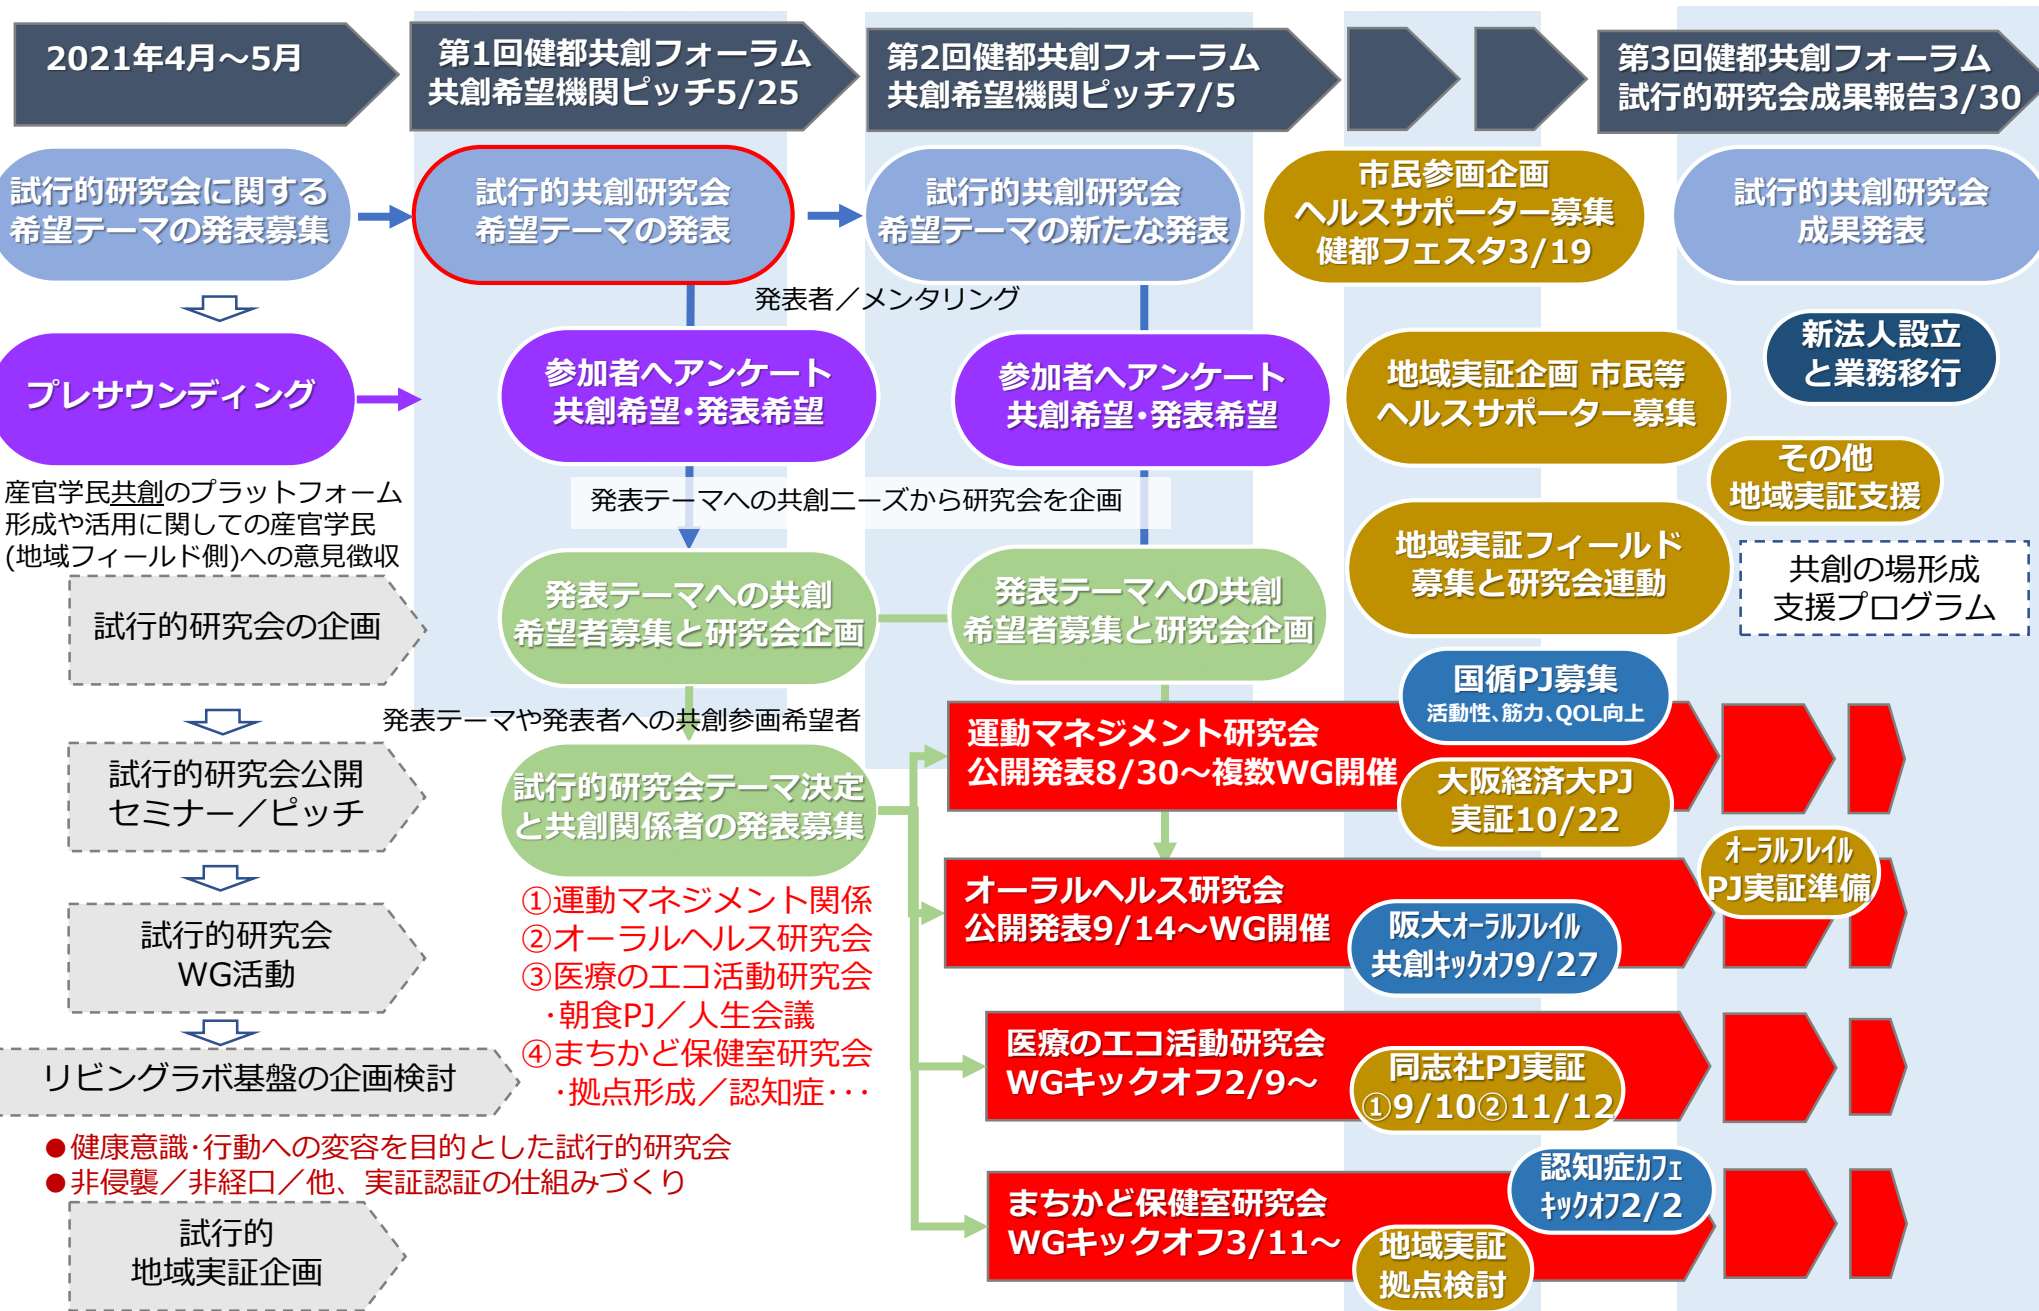 2021年4月～5月
第1回健都共創フォーラム
共創希望機関ピッチ5/25
第2回健都共創フォーラム
共創希望機関ピッチ7/5
第3回健都共創フォーラム
試行的研究会成果報告3/30
試行的研究会に関する
希望テーマの発表募集
試行的共創研究会
希望テーマの発表
試行的共創研究会
希望テーマの新たな発表
市民参画企画
ヘルスサポーター募集
健都フェスタ3/19
試行的共創研究会
成果発表
発表者／メンタリング
プレサウンディング
参加者へアンケート
共創希望・発表希望
参加者へアンケート
共創希望・発表希望
地域実証企画 市民等
ヘルスサポーター募集
新法人設立
と業務移行
その他
地域実証支援
産官学民共創のプラットフォーム
形成や活用に関しての産官学民
(地域フィールド側)への意見徴収
発表テーマへの共創ニーズから研究会を企画
地域実証フィールド
募集と研究会連動
共創の場形成
支援プログラム
試行的研究会の企画
発表テーマへの共創
希望者募集と研究会企画
発表テーマへの共創
希望者募集と研究会企画
国循PJ募集
活動性、筋力、QOL向上
発表テーマや発表者への共創参画希望者
運動マネジメント研究会
公開発表8/30～複数WG開催
大阪経済大PJ
実証10/22
試行的研究会公開
セミナー／ピッチ
試行的研究会テーマ決定
と共創関係者の発表募集
オーラルヘルス研究会
公開発表9/14～WG開催
ｵｰﾗﾙﾌﾚｲﾙ
PJ実証準備
阪大ｵｰﾗﾙﾌﾚｲﾙ
共創ｷｯｸｵﾌ9/27
試行的研究会
WG活動
①運動マネジメント関係
②オーラルヘルス研究会
③医療のエコ活動研究会
・朝食PJ／人生会議
④まちかど保健室研究会
・拠点形成／認知症・・・
医療のエコ活動研究会
WGキックオフ2/9～
同志社PJ実証
①9/10②11/12
リビングラボ基盤の企画検討
●健康意識・行動への変容を目的とした試行的研究会
●非侵襲／非経口／他、実証認証の仕組みづくり
まちかど保健室研究会
WGキックオフ3/11～
認知症ｶﾌｪ
ｷｯｸｵﾌ2/2
地域実証
拠点検討
試行的
地域実証企画